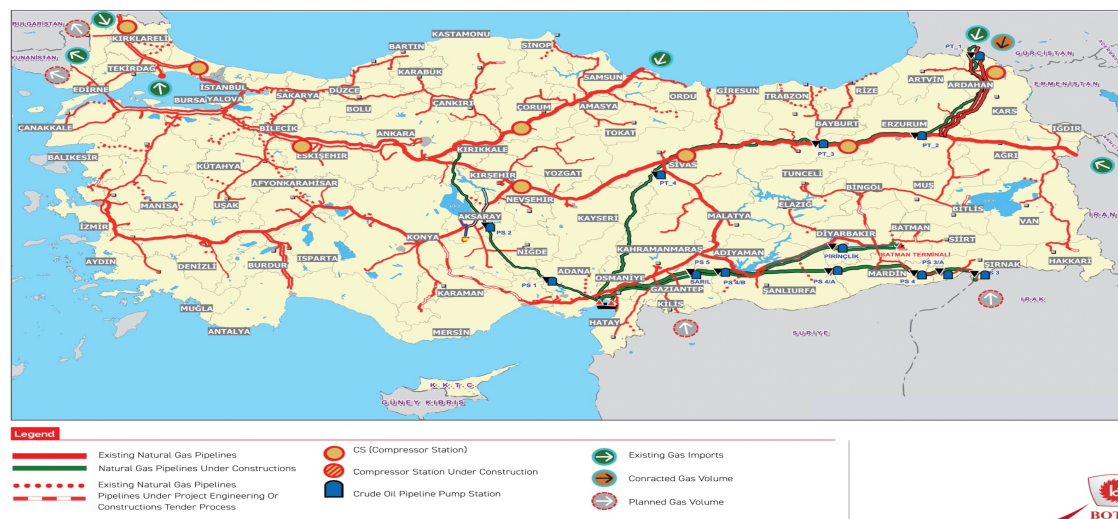 BULGARİSTAN
KIRKLARELİ
KASTAMONU
SİNOP
BARTIN
PT_1
GÜRCİSTAN
YUNANİSTAN
TEKİRDAĞ
KARABÜK
SAMSUN
ARTVİN
ARDAHAN
ERMENİSTAN
EDİRNE
İSTANBUL
YALOVA
BURSA
SAKARYA
DÜZCE
BOLU
ÇANKIRI
ÇORUM
AMASYA
ORDU
GİRESUN
TRABZON
RİZE
KARS
ÇANAKKALE
BİLECİK
ANKARA
TOKAT
BAYBURT
ERZURUM
IĞDIR
BALIKESİR
ESKİŞEHİR
KIRIKKALE
SİVAS
PT_3
PT_2
AĞRI
KÜTAHYA
KIRŞEHİR
YOZGAT
PT_4
TUNCELİ
AFYONKARAHİSAR
NEVŞEHİR
BİNGÖL
MUŞ
MANİSA
UŞAK
AKSARAY
KAYSERİ
MALATYA
ELAZIĞ
BİTLİS
VAN
İRAN
İZMİR
KONYA
PS 2
DİYARBAKIR
BATMAN
SİİRT
AYDIN
DENİZLİ
BURDUR
ISPARTA
NİĞDE
KAHRAMANMARAŞ
ADIYAMAN
PİRİNÇLİK
BATMAN TERMİNALİ
HAKKARİ
ADANA
OSMANİYE
PS 5
SARIL
PS 4/B
PS 4/A
MARDİN
PS 4
PS 3/A
ŞIRNAK
MUĞLA
KARAMAN
PS 1
GAZİANTEP
KİLİS
ŞANLIURFA
IRAK
ANTALYA
MERSİN
HATAY
SURİYE
K.K.T.C.
GÜNEY KIBRIS
Legend
Existing Natural Gas Pipelines
Natural Gas Pipelines Under Constructions
Existing Natural Gas Pipelines
Pipelines Under Project Engineering Or
Constructions Tender Process
CS (Compressor Station)
Compressor Station Under Construction
Crude Oil Pipeline Pump Station
Existing Gas Imports
Conracted Gas Volume
Planned Gas Volume